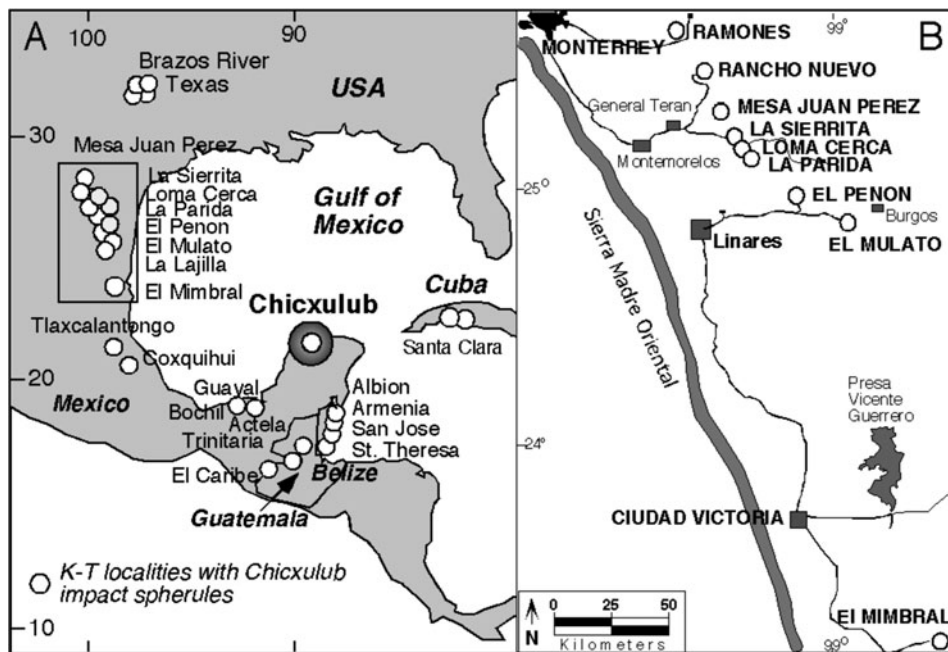 A
100
90
Brazos River
Texas
USA
30
Mesa Juan Perez
La Sierrita
Loma Cerca
La Parida
El Penon
El Mulato
La Lajilla
El Mimbral
Gulf of
Mexico
Chicxulub
Cuba
Santa Clara
Tlaxcalantongo
Coxquihui
20
Mexico
Guayal
Bochil
Actela
Trinitaria
El Caribe
Albion
Armenia
San Jose
St. Theresa
Belize
Guatemala
K-T localities with Chicxulub
impact spherules
10
B
99°
MONTERREY
RAMONES
RANCHO NUEVO
General Teran
MESA JUAN PEREZ
LA SIERRITA
LOMA CERCA
LA PARIDA
Montemorelos
25°
EL PENON
Burgos
Linares
EL MULATO
Sierra Madre Oriental
Presa
Vicente
Guerrero
24°
CIUDAD VICTORIA
0 25 50
N
Kilometers
El MIMBRAL
99°